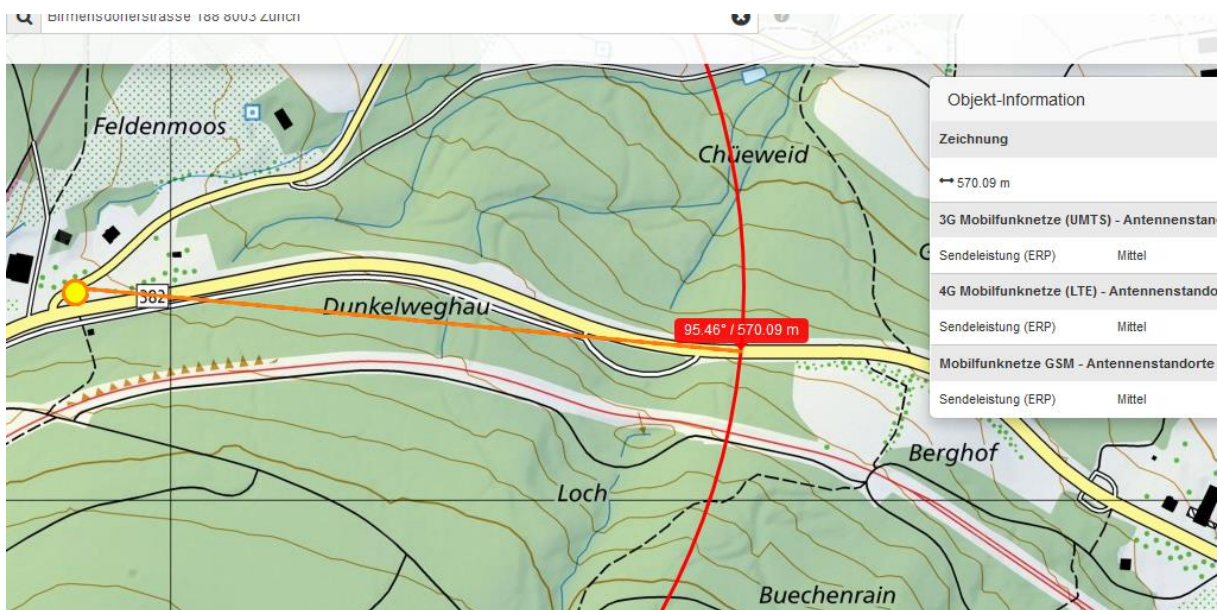 Birmensdorferstrasse 188 8003 Zürich
Feldenmoos
Chüeweid
382
Dunkelweghau
95.46° / 570.09 m
Berghof
Loch
Buechenrain
Objekt-Information
Zeichnung
570.09 m
3G Mobilfunknetze (UMTS) - Antennenstan
Sendeleistung (ERP) Mittel
4G Mobilfunknetze (LTE) - Antennenstando
Sendeleistung (ERP) Mittel
Mobilfunknetze GSM - Antennenstandorte
Sendeleistung (ERP) Mittel